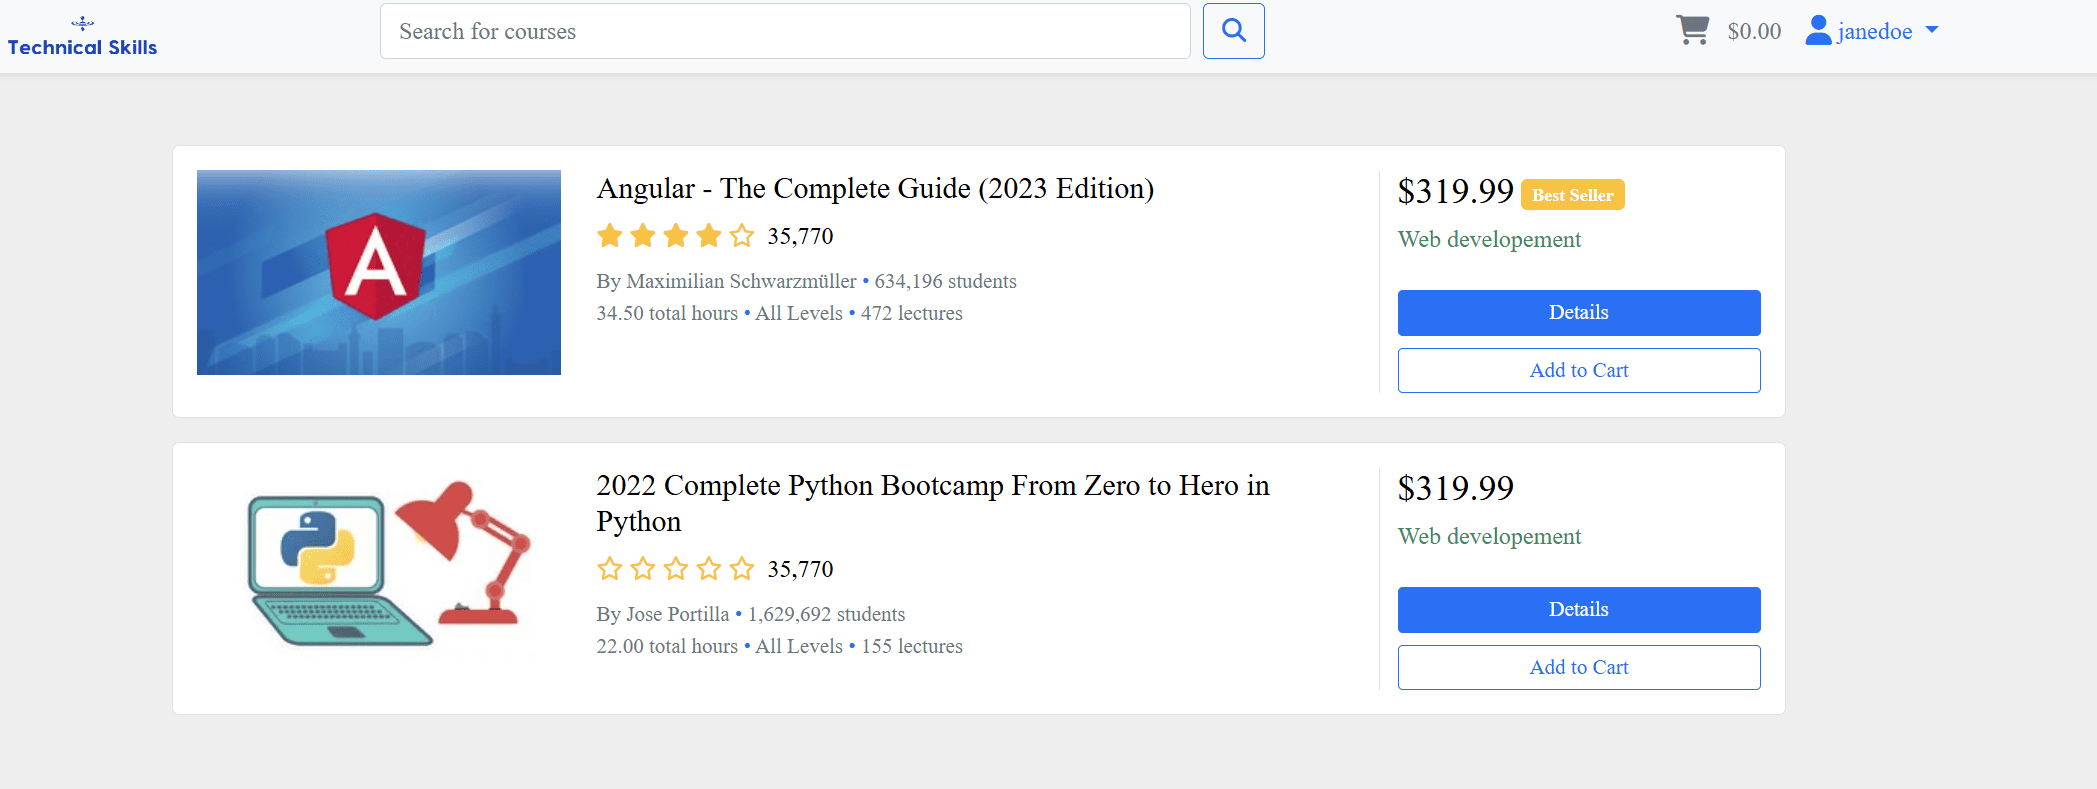 Technical Skills
Search for courses
$0.00
janedoe
Angular - The Complete Guide (2023 Edition)
35,770
By Maximilian Schwarzmüller • 634,196 students
34.50 total hours • All Levels • 472 lectures
$319.99 Best Seller
Web developement
Details
Add to Cart
2022 Complete Python Bootcamp From Zero to Hero in
Python
35,770
By Jose Portilla • 1,629,692 students
22.00 total hours • All Levels • 155 lectures
$319.99
Web developement
Details
Add to Cart